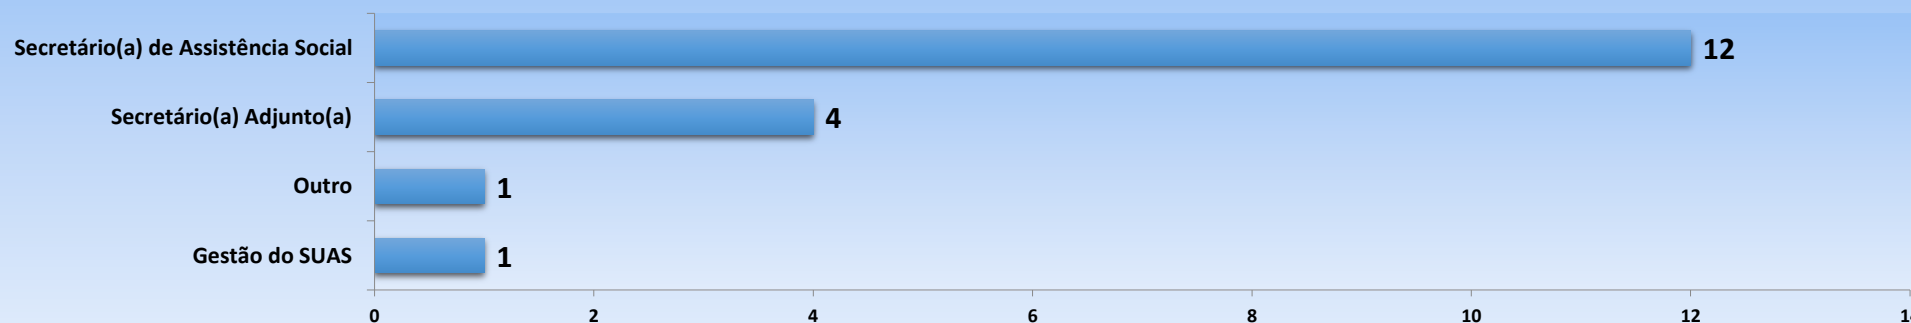 Secretário(a) de Assistência Social
12
Secretário(a) Adjunto(a)
4
Outro
1
Gestão do SUAS
1
0 2 4 6 8 10 12